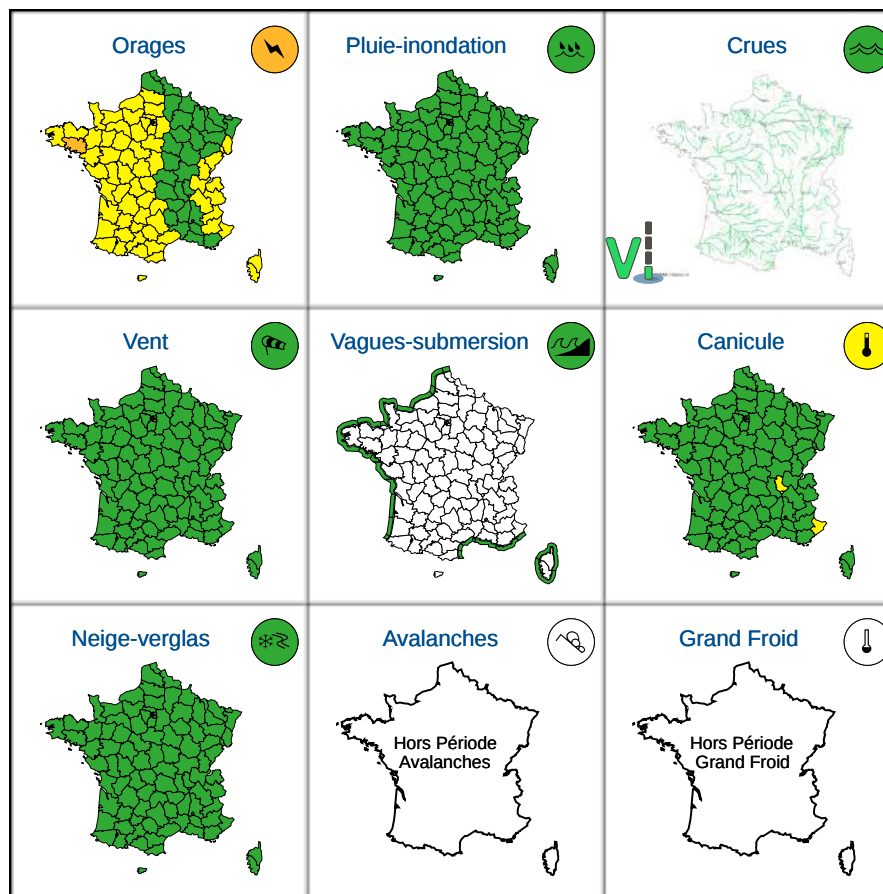 Orages
Pluie-inondation
Crues
Vent
Vagues-submersion
Canicule
Neige-verglas
Avalanches
Hors Période
Avalanches
Grand Froid
Hors Période
Grand Froid